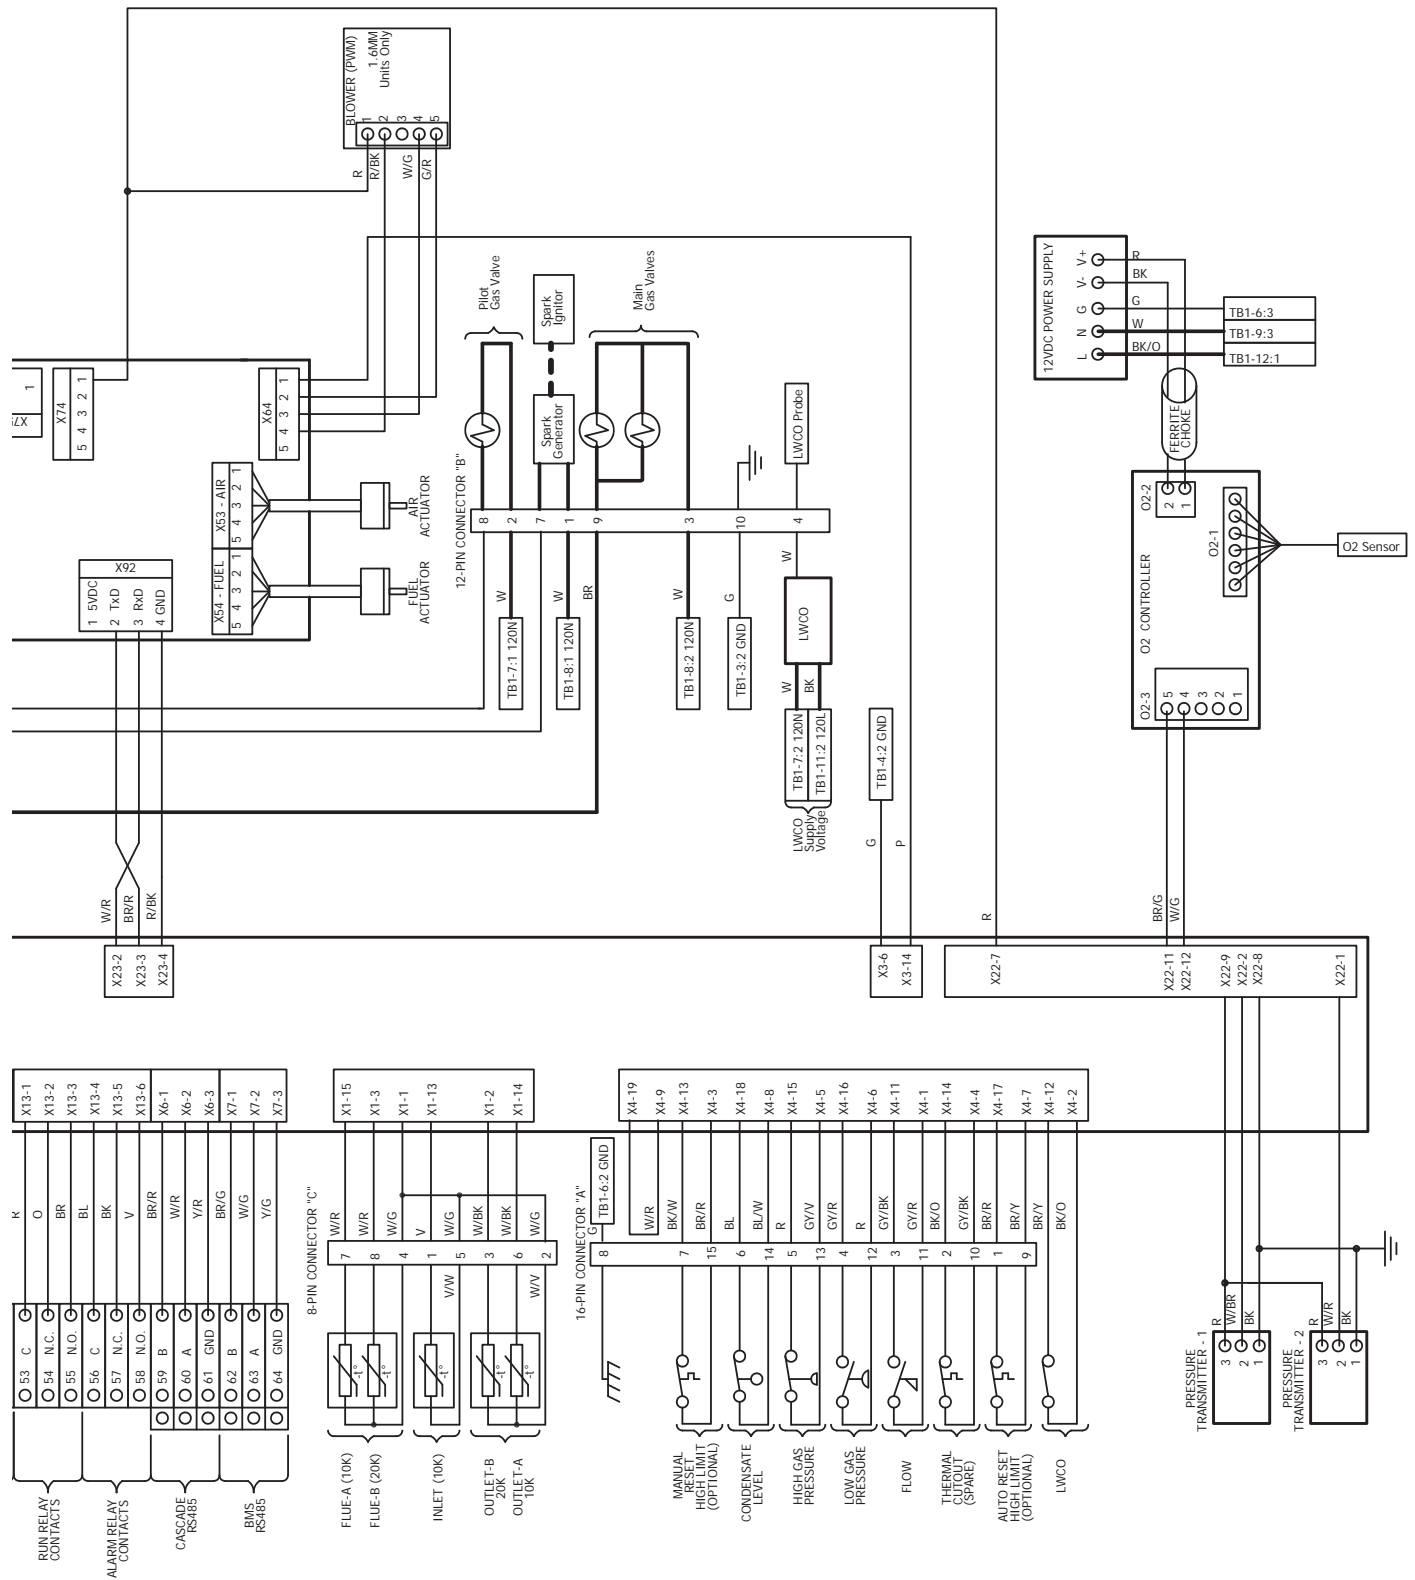 BLOWER (PWM)
1.6MM
Units Only
1
2
3
4
5
R
R/BK
W/G
G/R
Pilot
Gas Valve
Spark
Ignitor
Main
Gas Valves
Spark
Generator
LWCO Probe
12VDC POWER SUPPLY
V+
V-
G
N
L
R
BK
G
W
BK/O
TB1-6:3
TB1-9:3
TB1-12:1
FERRITE
CHOKE
1
X74
5 4 3 2 1
X64
5 4 3 2 1
X53 - AIR
5 4 3 2 1
X54 - FUEL
5 4 3 2 1
AIR
ACTUATOR
FUEL
ACTUATOR
X92
1 5VDC
2 TxD
3 RxD
4 GND
12-PIN CONNECTOR "B"
8
2
7
1
9
3
10
4
W
W
BR
W
G
W
TB1-7:1 120N
TB1-8:1 120N
TB1-8:2 120N
TB1-3:2 GND
LWCO
W
BK
TB1-7:2 120N
TB1-11:2 120L
LWCO
Supply
Voltage
TB1-4:2 GND
G
P
R
O2-2
2
1
O2-1
O2 CONTROLLER
O2 Sensor
O2-3
5
4
3
2
1
BR/G
W/G
W/R
BR/R
R/BK
X23-2
X23-3
X23-4
X3-6
X3-14
X22-7
X22-11
X22-12
X22-9
X22-2
X22-8
X22-1
X13-1
X13-2
X13-3
X13-4
X13-5
X13-6
X6-1
X6-2
X6-3
X7-1
X7-2
X7-3
R
O
BR
BL
BK
V
BR/R
W/R
Y/R
BR/G
W/G
Y/G
53 C
54 N.C.
55 N.O.
56 C
57 N.C.
58 N.O.
59 B
60 A
61 GND
62 B
63 A
64 GND
RUN RELAY
CONTACTS
ALARM RELAY
CONTACTS
CASCADE
RS485
BMS
RS485
X1-15
X1-3
X1-1
X1-13
X1-2
X1-14
8-PIN CONNECTOR "C"
W/R
W/R
W/G
V
W/G
W/BK
W/BK
W/G
7
8
4
1
5
3
6
2
V/W
W/V
-t°
-t°
-t°
-t°
-t°
FLUE-A (10K)
FLUE-B (20K)
INLET (10K)
OUTLET-B
20K
OUTLET-A
10K
X4-19
X4-9
X4-13
X4-3
X4-18
X4-8
X4-15
X4-5
X4-16
X4-6
X4-11
X4-1
X4-14
X4-4
X4-17
X4-7
X4-12
X4-2
16-PIN CONNECTOR "A"
TB1-6:2 GND
G
W/R
BK/W
BR/R
BL
BL/W
R
GY/V
GY/R
R
GY/BK
GY/R
BK/O
GY/BK
BR/R
BR/Y
BR/Y
BK/O
8
7
15
6
14
5
13
4
12
3
11
2
10
1
9
MANUAL
RESET
HIGH LIMIT
(OPTIONAL)
CONDENSATE
LEVEL
HIGH GAS
PRESSURE
LOW GAS
PRESSURE
FLOW
THERMAL
CUTOUT
(SPARE)
AUTO RESET
HIGH LIMIT
(OPTIONAL)
LWCO
R
W/BR
BK
3
2
1
PRESSURE
TRANSMITTER - 1
R
W/R
BK
3
2
1
PRESSURE
TRANSMITTER - 2